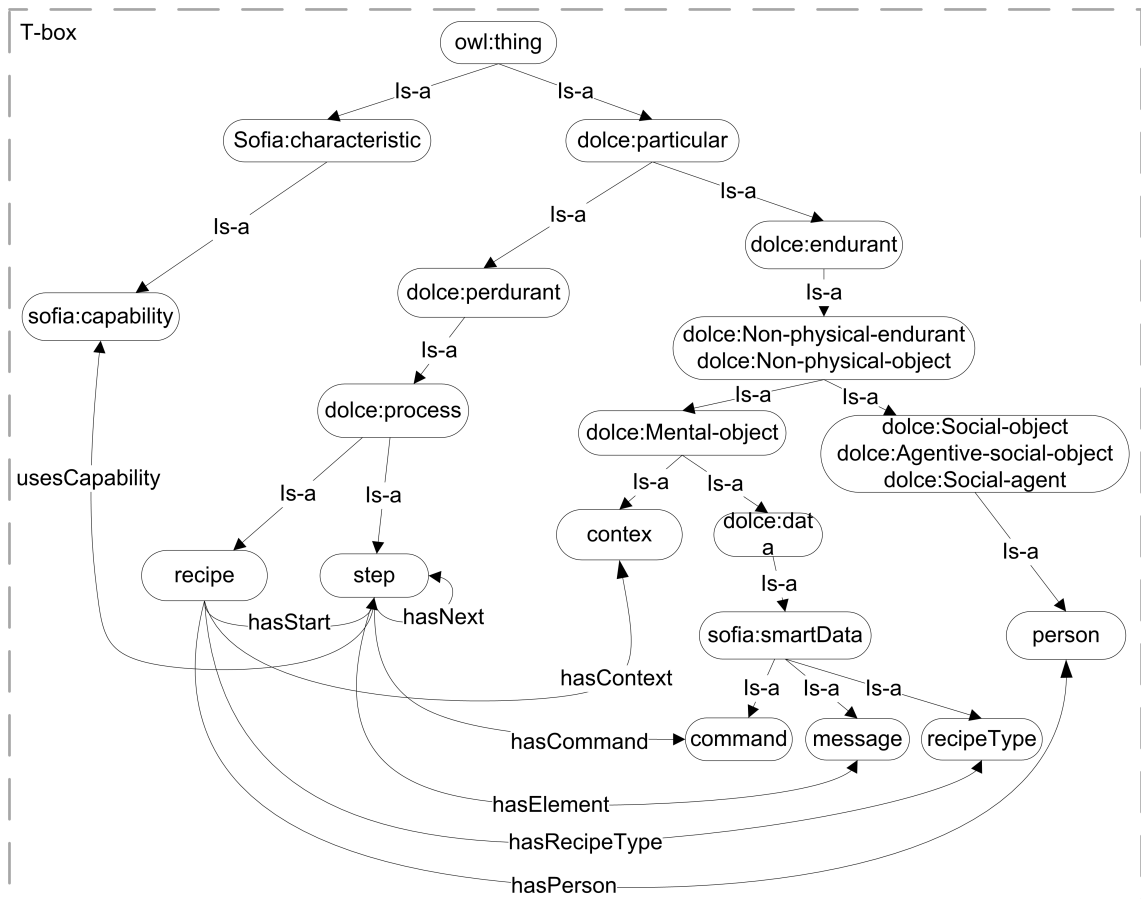 T-box
owl:thing
Is-a
Is-a
Sofia:characteristic
dolce:particular
Is-a
Is-a
Is-a
dolce:endurant
sofia:capability
dolce:perdurant
Is-a
dolce:Non-physical-endurant
dolce:Non-physical-object
Is-a
Is-a
Is-a
dolce:process
dolce:Mental-object
dolce:Social-object
dolce:Agentive-social-object
dolce:Social-agent
usesCapability
Is-a
Is-a
Is-a
Is-a
contex
dolce:dat
a
Is-a
recipe
step
Is-a
hasStart
hasNext
sofia:smartData
person
hasContext
Is-a
Is-a
Is-a
hasCommand
command
message
recipeType
hasElement
hasRecipeType
hasPerson